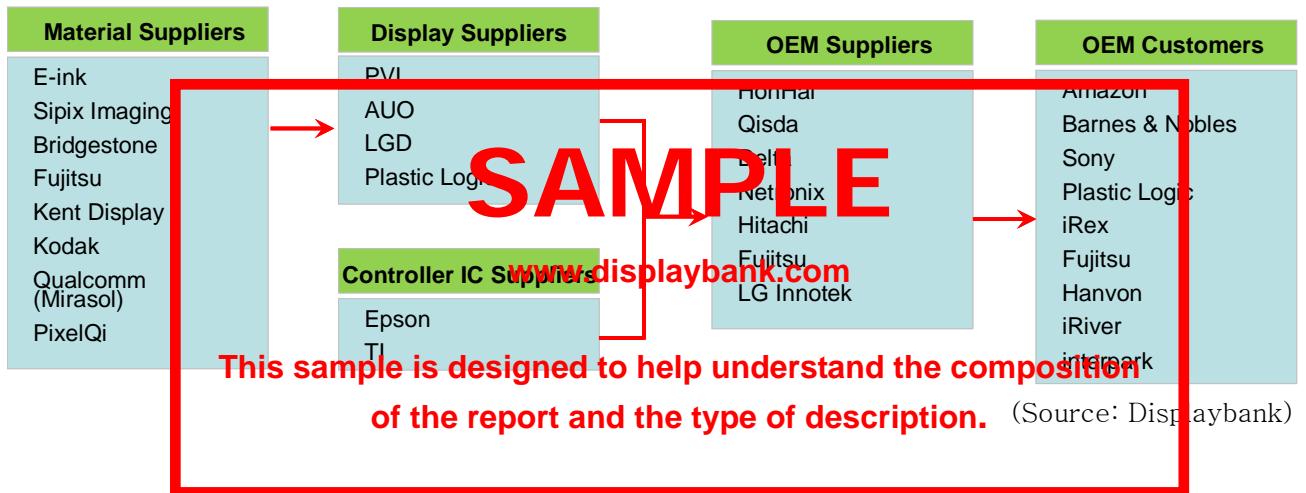 Material Suppliers
E-ink
Sipix Imaging
Bridgestone
Fujitsu
Kent Display
Kodak
Qualcomm
(Mirasol)
PixelQi
Display Suppliers
PVI
AUO
LGD
Plastic Logic
Controller IC Suppliers
Epson
TI
OEM Suppliers
HonHai
Qisda
Delta
Netronix
Hitachi
Fujitsu
LG Innotek
OEM Customers
Amazon
Barnes & Nobles
Sony
Plastic Logic
iRex
Fujitsu
Hanvon
iRiver
interpark
SAMPLE
www.displaybank.com
This sample is designed to help understand the composition
of the report and the type of description.
(Source: Displaybank)